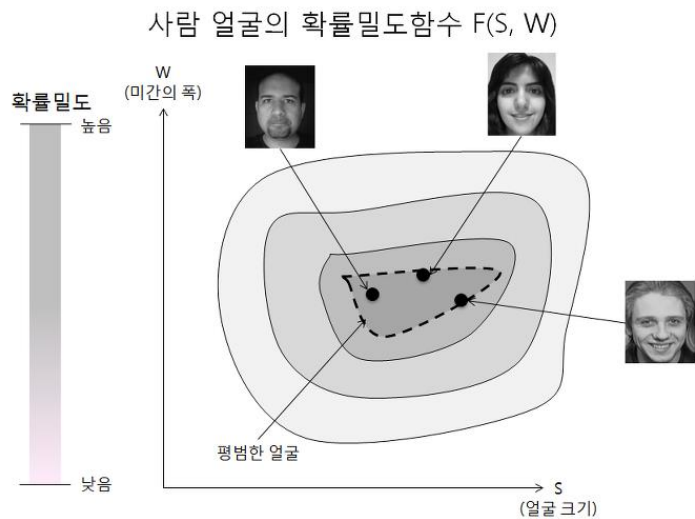 사람 얼굴의 확률밀도함수 F(S, W)
W
(미간의 폭)
확률밀도
높음
평범한 얼굴
낮음
S
(얼굴 크기)